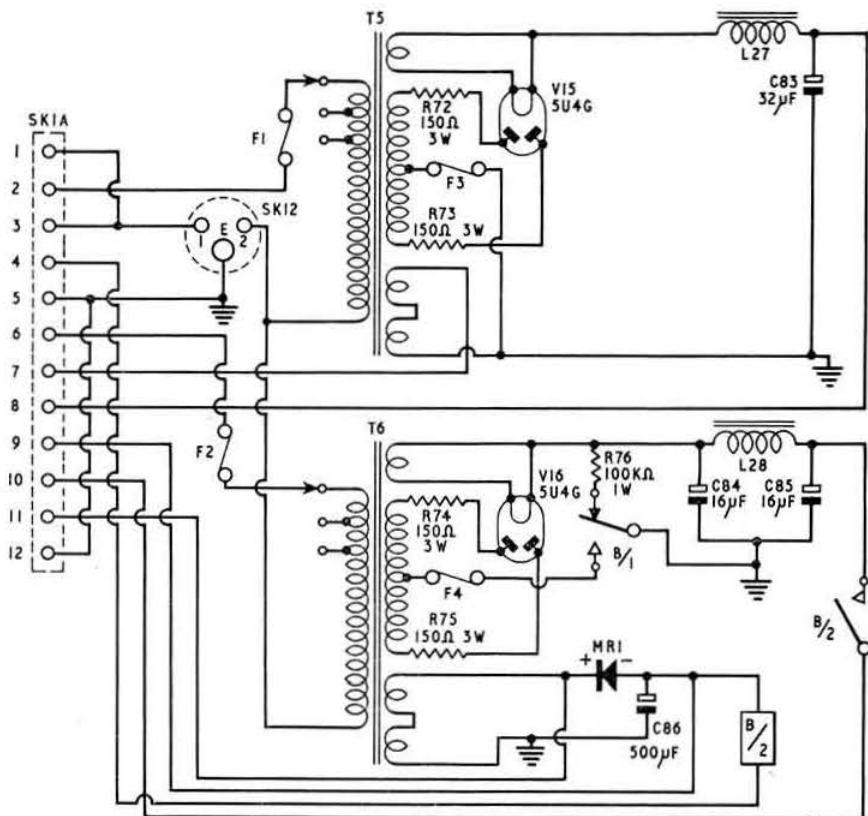 T5
L27
C83
32µF
V15
5U4G
R72
150Ω
3W
SK1A
F1
F3
SK12
R73
150Ω 3W
1
2
3
4
5
6
7
8
9
10
11
12
1
E
2
T6
F2
R76
100KΩ
1W
L28
V16
5U4G
C84
16µF
C85
16µF
R74
150Ω
3W
B/1
F4
B/2
R75
150Ω 3W
MR1
+
-
C86
500µF
B/2